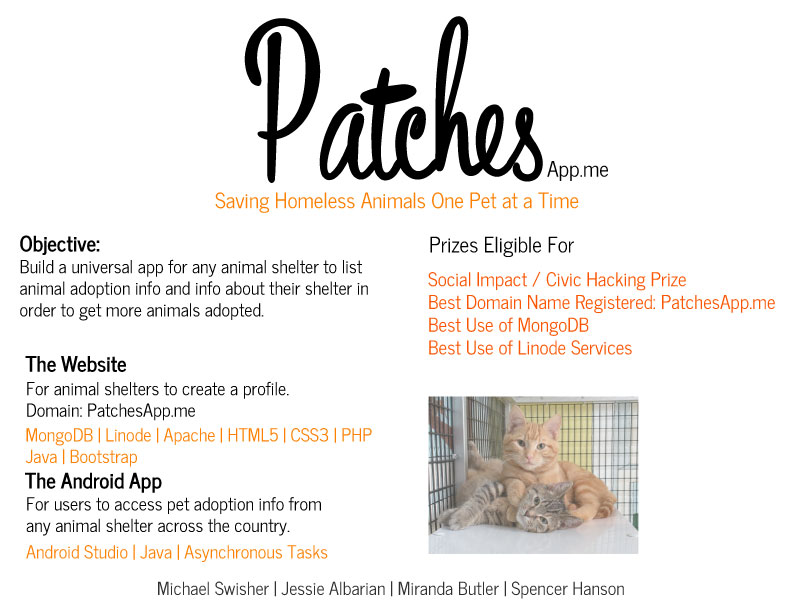 Patches App.me
Saving Homeless Animals One Pet at a Time
Objective:
Build a universal app for any animal shelter to list
animal adoption info and info about their shelter in
order to get more animals adopted.
The Website
For animal shelters to create a profile.
Domain: PatchesApp.me
MongoDB | Linode | Apache | HTML5 | CSS3 | PHP
Java | Bootstrap
The Android App
For users to access pet adoption info from
any animal shelter across the country.
Android Studio | Java | Asynchronous Tasks
Prizes Eligible For
Social Impact / Civic Hacking Prize
Best Domain Name Registered: PatchesApp.me
Best Use of MongoDB
Best Use of Linode Services
Michael Swisher | Jessie Albarian | Miranda Butler | Spencer Hanson